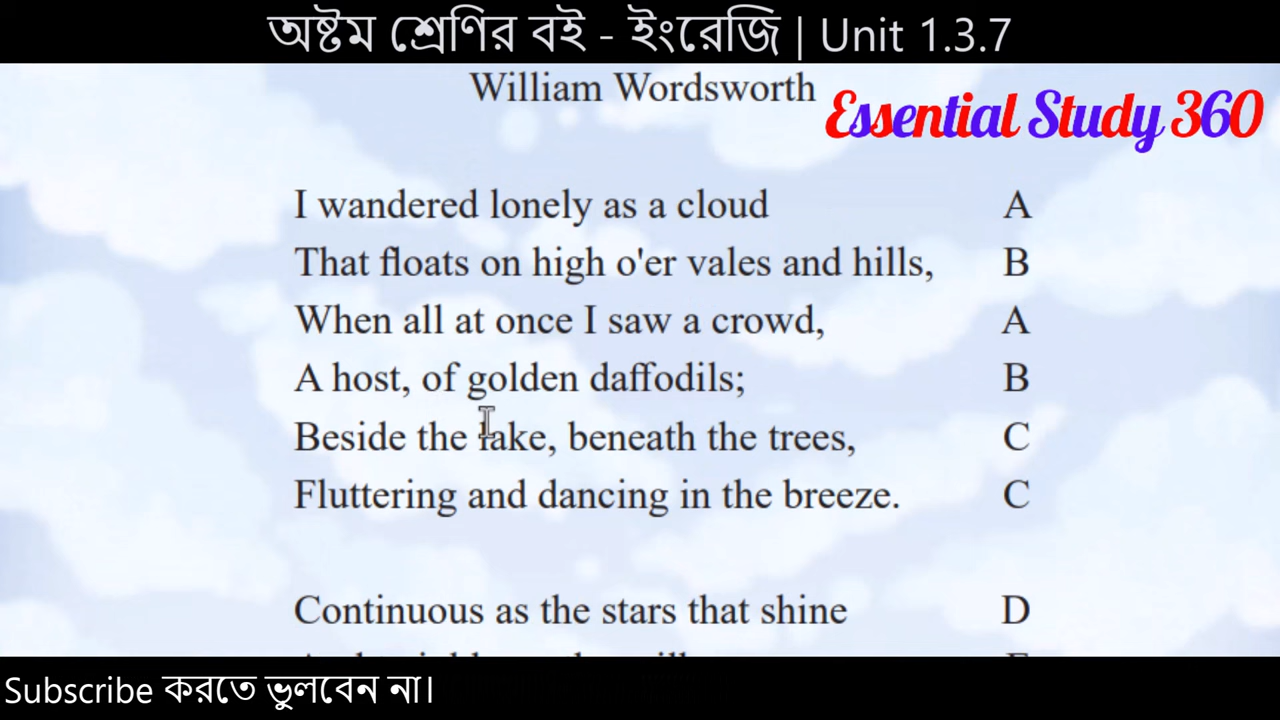 অষ্টম শ্রেণির বই - ইংরেজি | Unit 1.3.7
William Wordsworth
Essential Study 360
I wandered lonely as a cloud A
That floats on high o'er vales and hills, B
When all at once I saw a crowd, A
A host, of golden daffodils; B
Beside the lake, beneath the trees, C
Fluttering and dancing in the breeze. C
Continuous as the stars that shine D
Subscribe করতে ভুলবেন না।